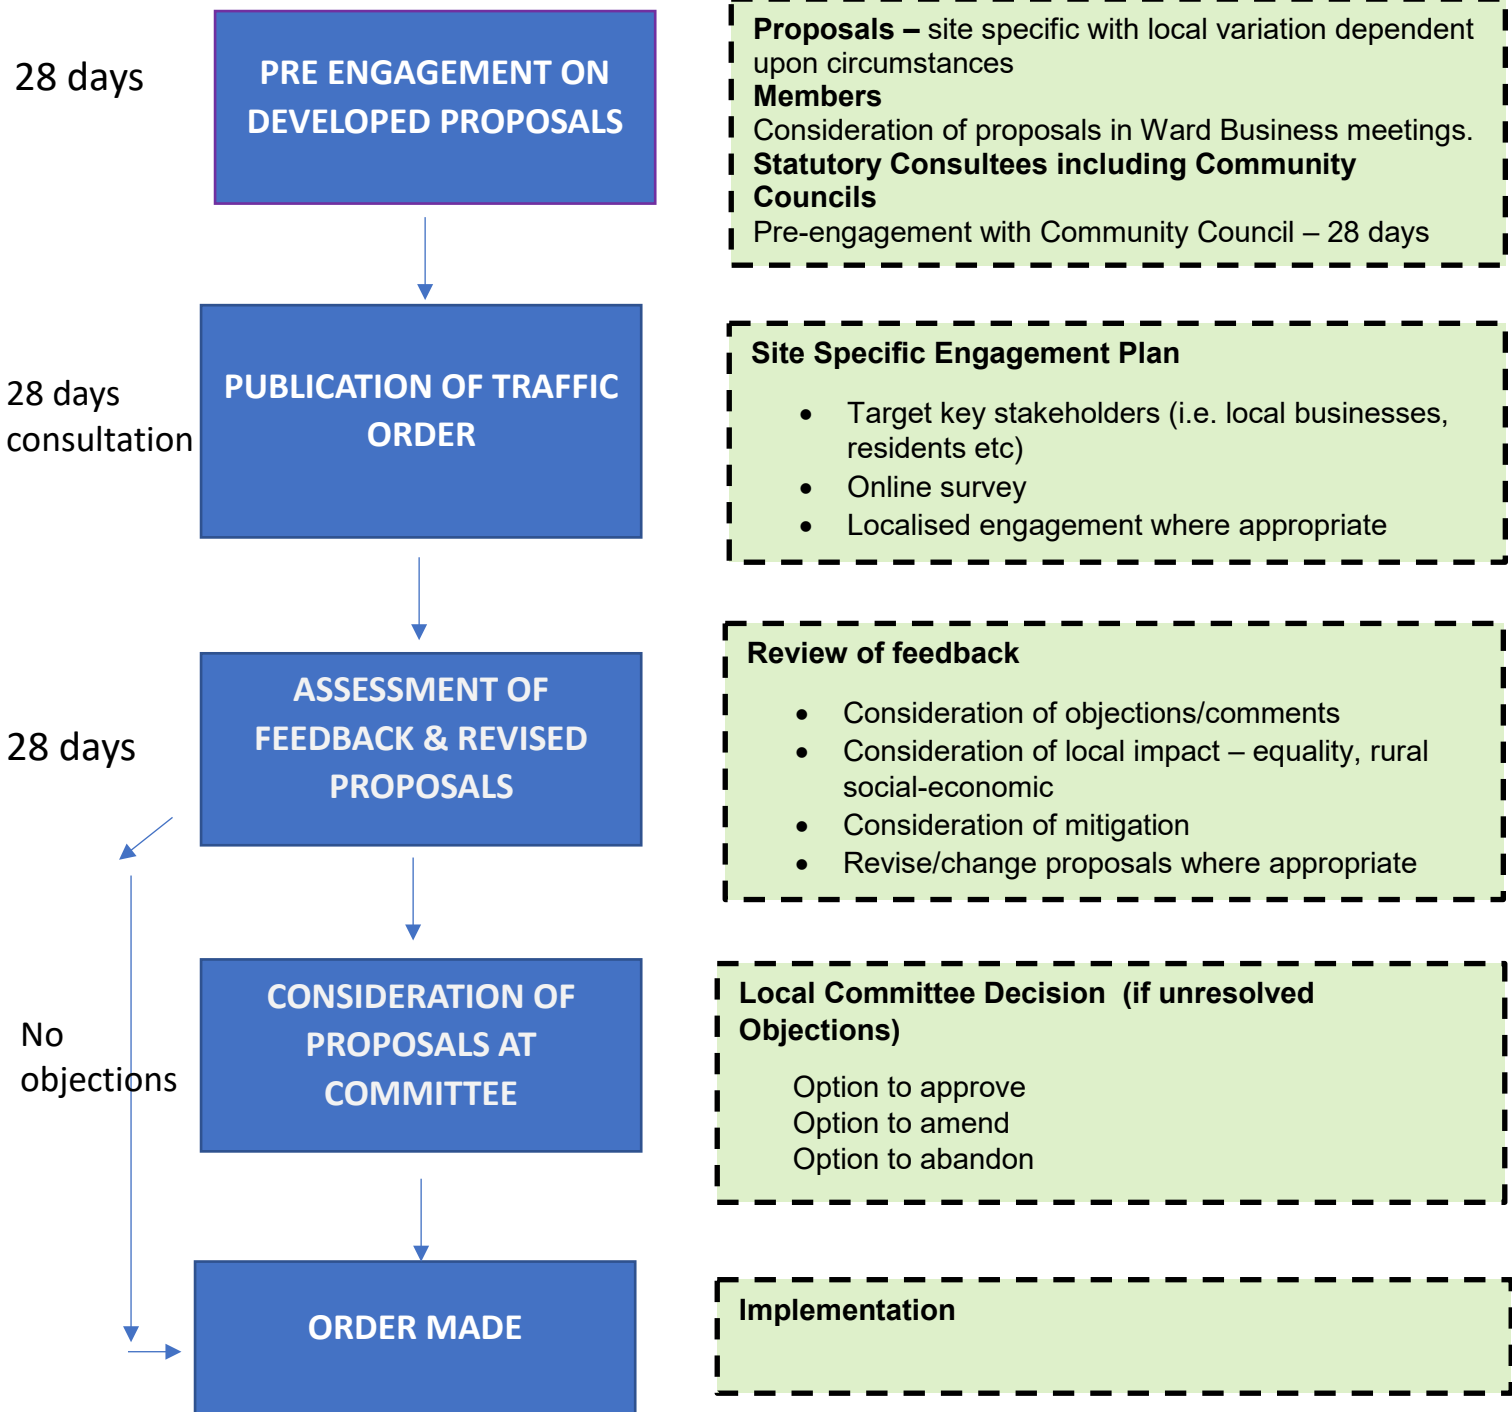 28 days
PRE ENGAGEMENT ON
DEVELOPED PROPOSALS
Proposals – site specific with local variation dependent
upon circumstances
Members
Consideration of proposals in Ward Business meetings.
Statutory Consultees including Community
Councils
Pre-engagement with Community Council – 28 days
28 days
consultation
PUBLICATION OF TRAFFIC
ORDER
Site Specific Engagement Plan
• Target key stakeholders (i.e. local businesses,
residents etc)
• Online survey
• Localised engagement where appropriate
28 days
ASSESSMENT OF
FEEDBACK & REVISED
PROPOSALS
Review of feedback
• Consideration of objections/comments
• Consideration of local impact – equality, rural
social-economic
• Consideration of mitigation
• Revise/change proposals where appropriate
No
objections
CONSIDERATION OF
PROPOSALS AT
COMMITTEE
Local Committee Decision (if unresolved
Objections)
Option to approve
Option to amend
Option to abandon
ORDER MADE
Implementation